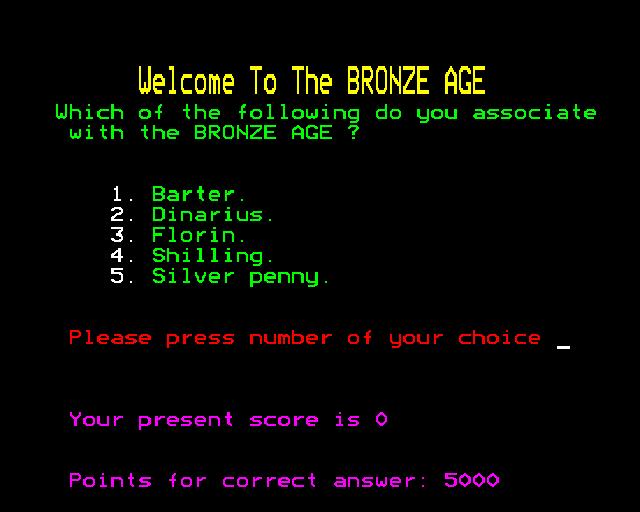 Welcome To The BRONZE AGE
Which of the following do you associate
with the BRONZE AGE ?
1. Barter.
2. Dinarius.
3. Florin.
4. Shilling.
5. Silver penny.
Please press number of your choice _
Your present score is 0
Points for correct answer: 5000